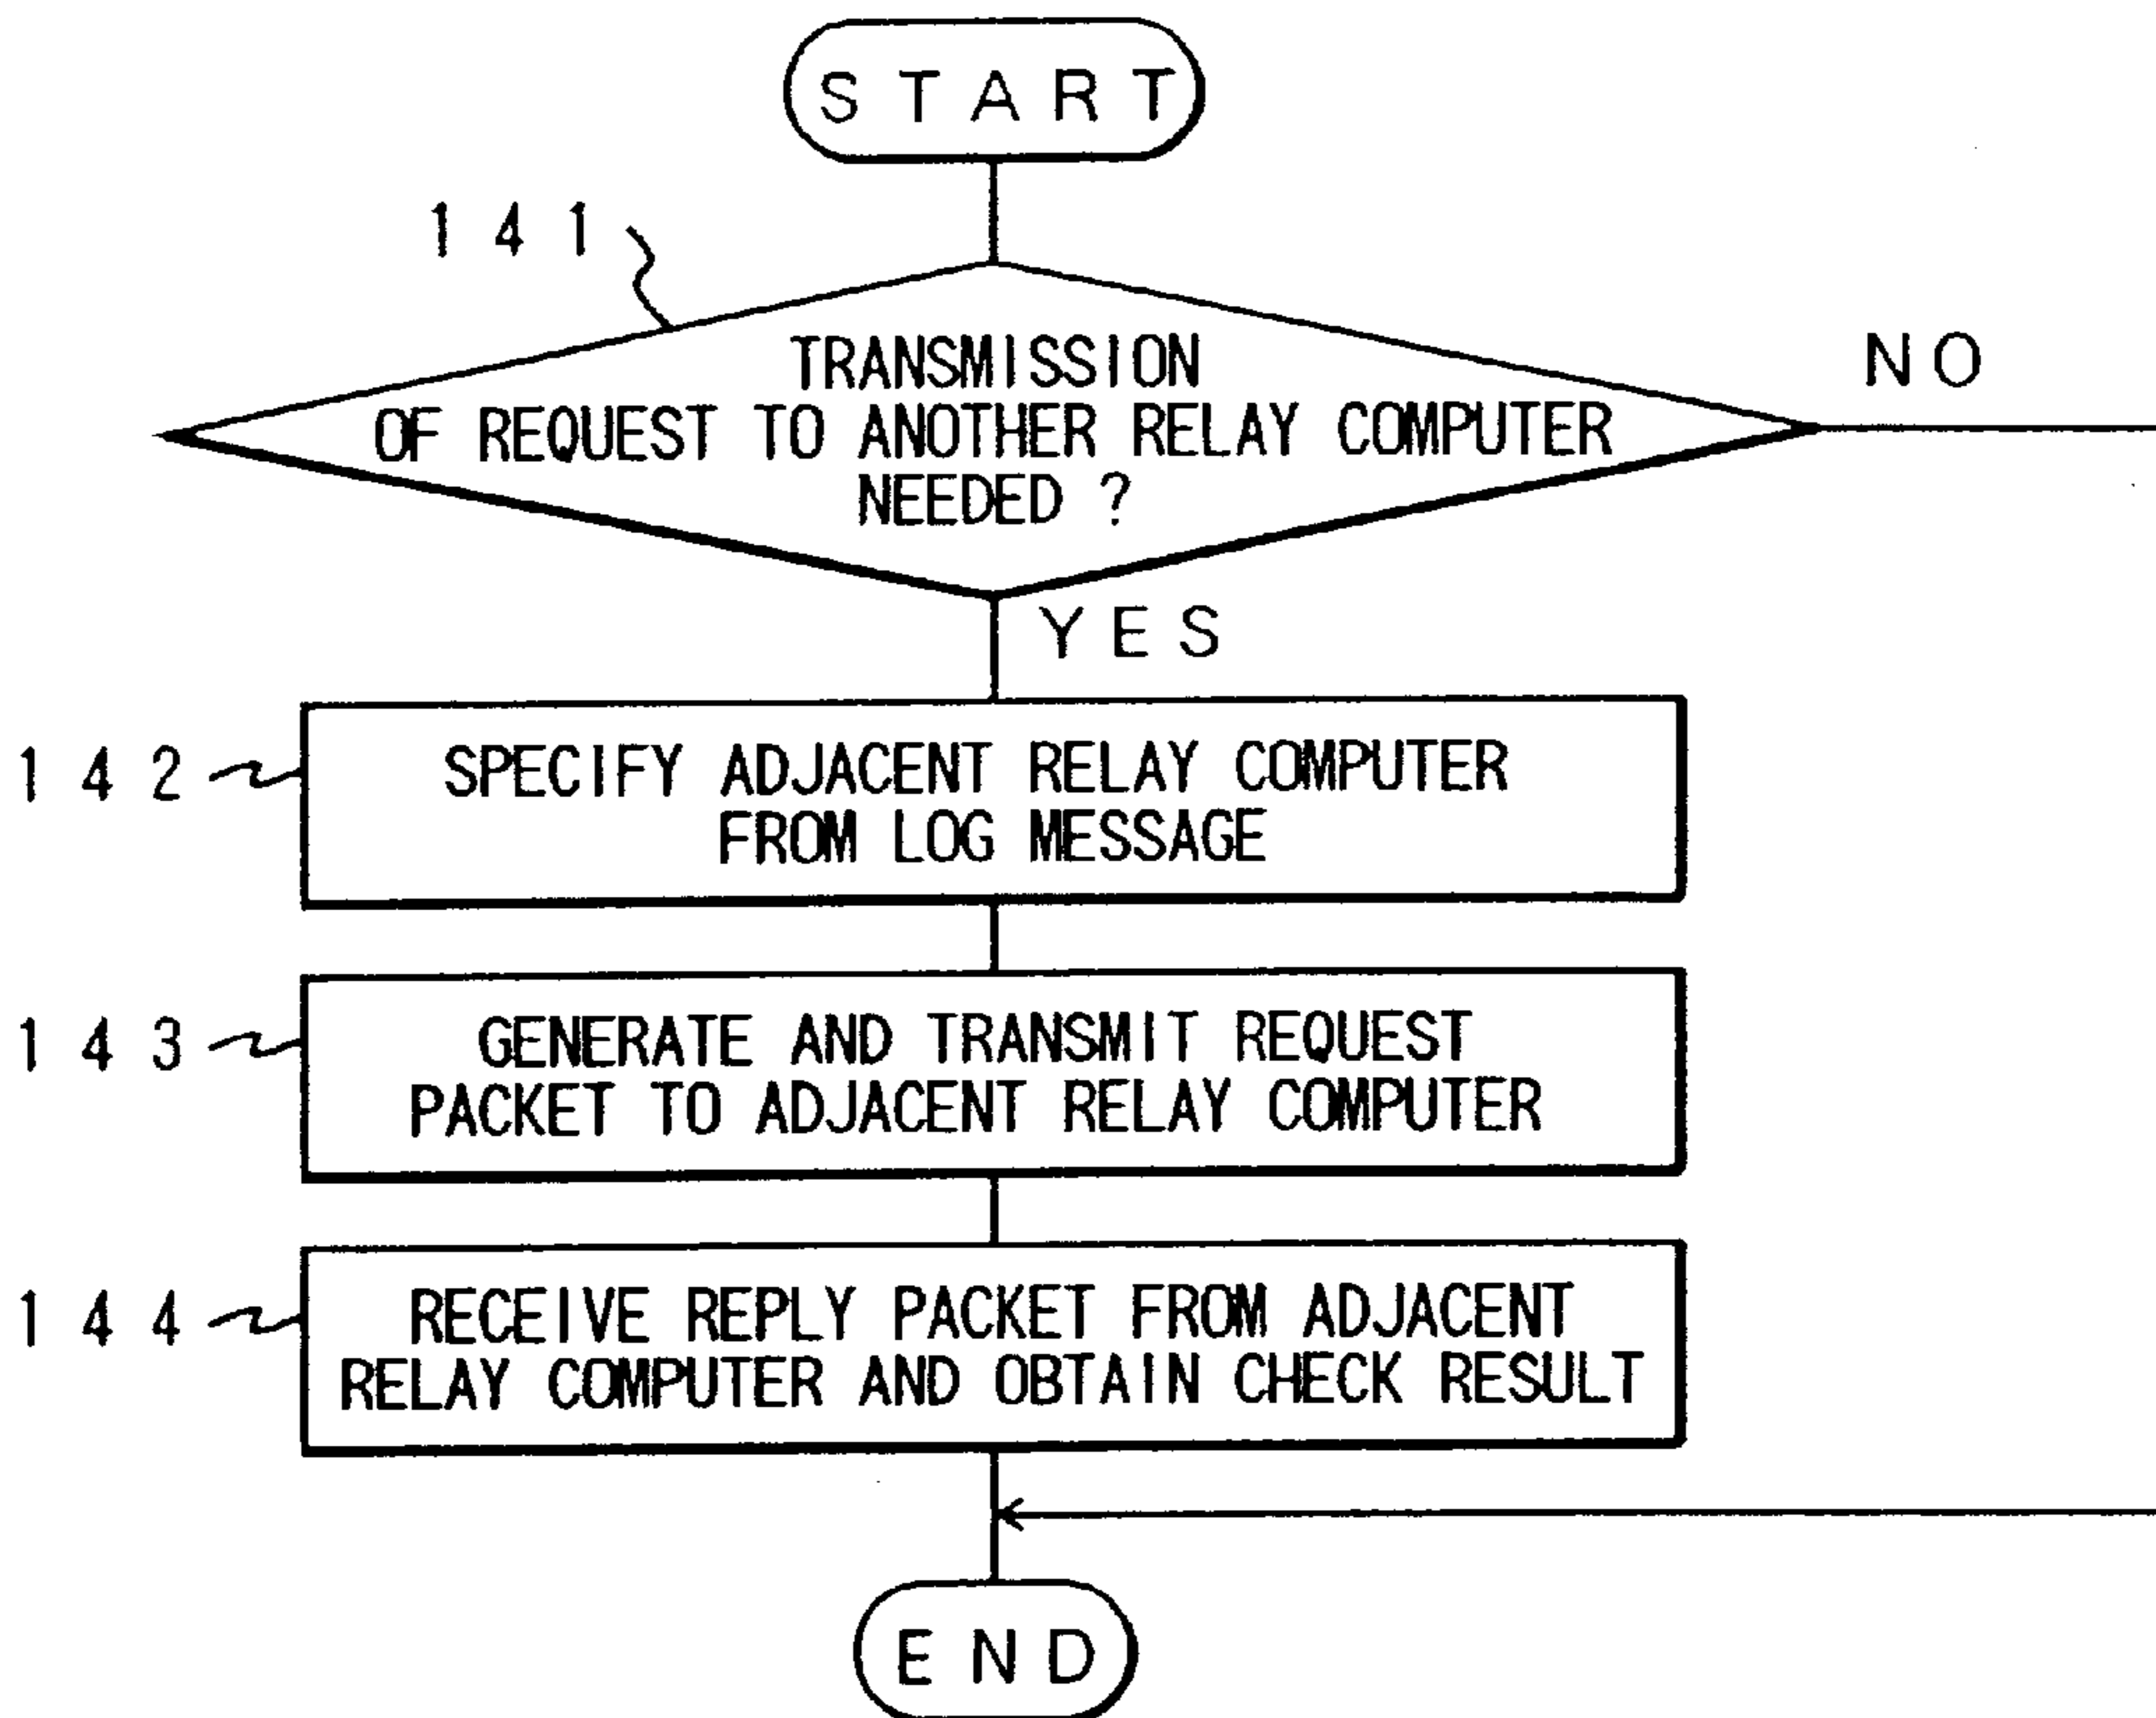 START
141
TRANSMISSION
OF REQUEST TO ANOTHER RELAY COMPUTER
NEEDED ?
NO
YES
142
SPECIFY ADJACENT RELAY COMPUTER
FROM LOG MESSAGE
143
GENERATE AND TRANSMIT REQUEST
PACKET TO ADJACENT RELAY COMPUTER
144
RECEIVE REPLY PACKET FROM ADJACENT
RELAY COMPUTER AND OBTAIN CHECK RESULT
END